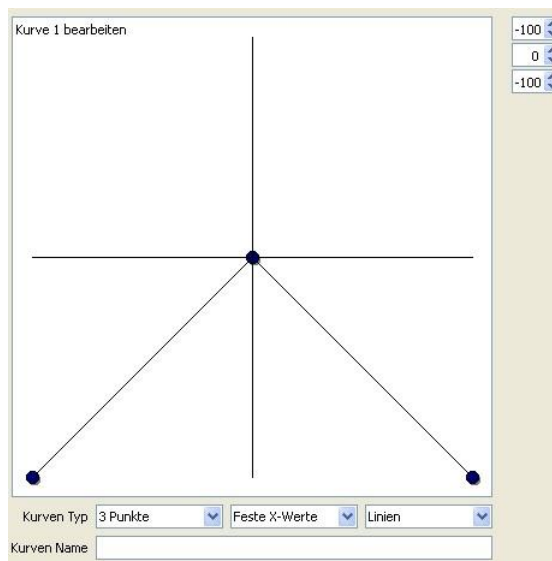 Kurve 1 bearbeiten
-100
0
-100
Kurven Typ 3 Punkte Feste X-Werte Linien
Kurven Name